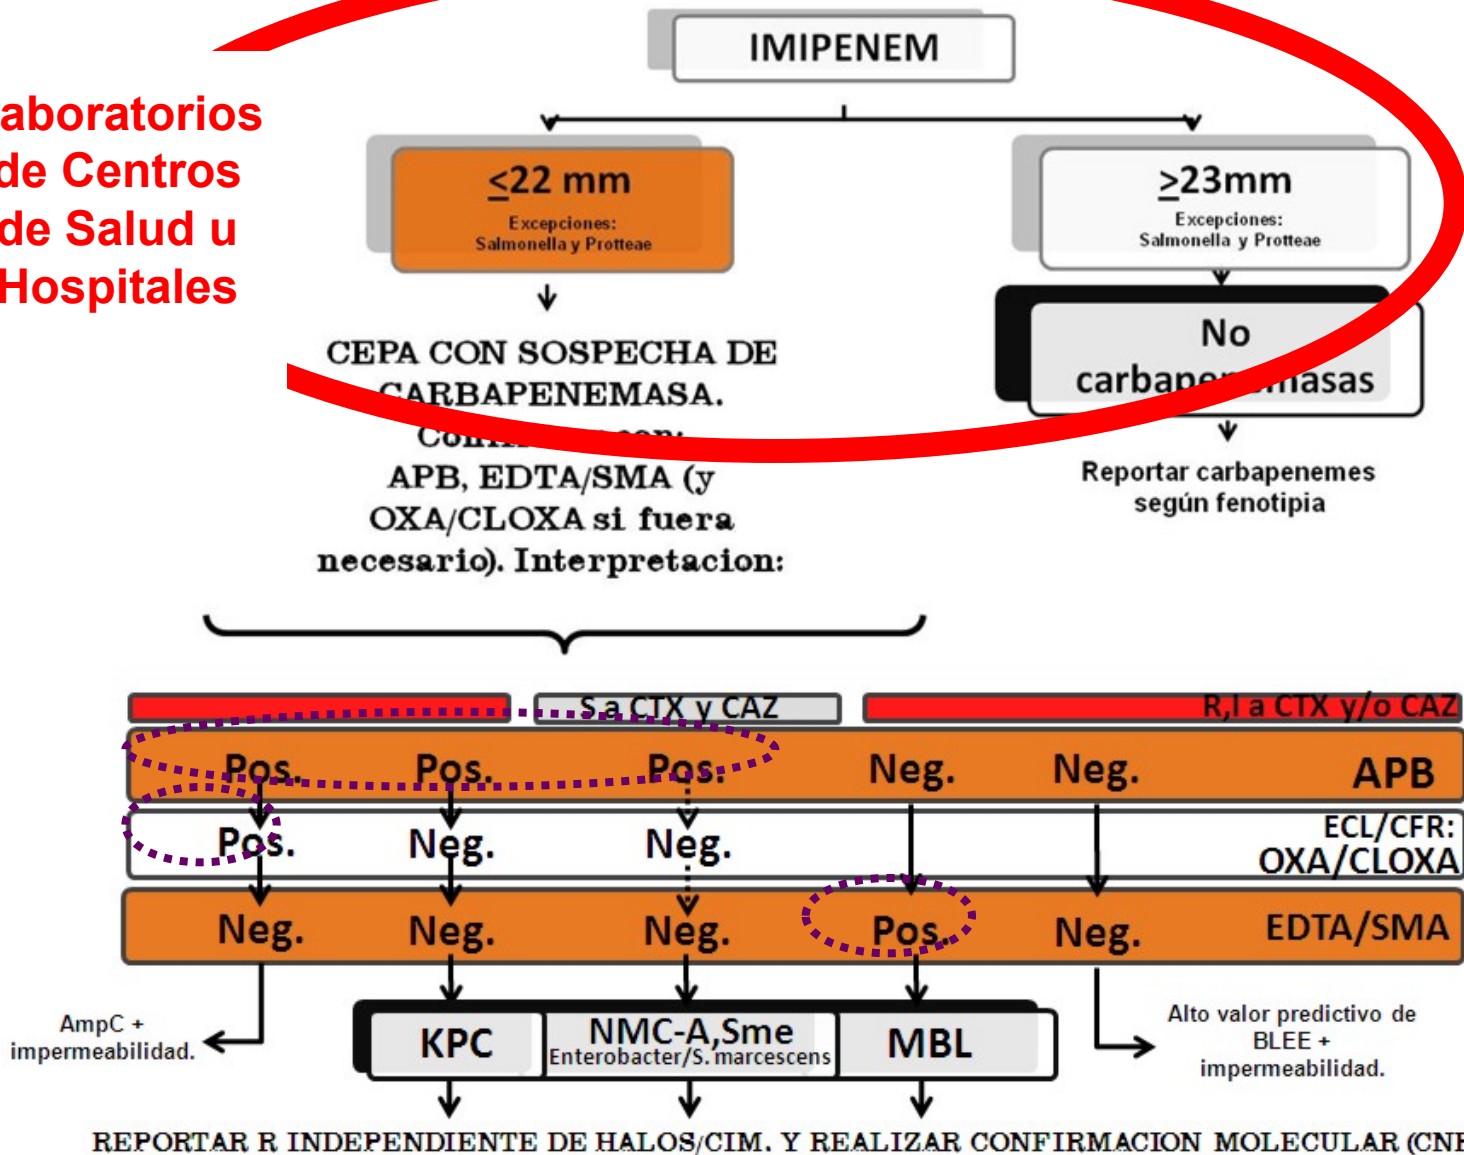 IMIPENEM
aboratorios
de Centros
de Salud u
Hospitales
<22 mm
Excepciones:
Salmonella y Protteae
>23mm
Excepciones:
Salmonella y Protteae
CEPA CON SOSPECHA DE
CARBAPENEMASA.
APB, EDTA/SMA (y
OXA/CLOXA si fuera
necesario). Interpretacion:
No
carbapenemasas
Reportar carbapenemes
según fenotipia
S a CTX y CAZ
R,I a CTX y/o CAZ
Pos. Pos. Pos. Neg. Neg. APB
Pos. Neg. Neg. ECL/CFR:
OXA/CLOXA
Neg. Neg. Neg. Pos. Neg. EDTA/SMA
AmpC +
impermeabilidad.
KPC
NMC-A,Sme
Enterobacter/S. marcescens
MBL
Alto valor predictivo de
BLEE +
impermeabilidad.
REPORTAR R INDEPENDIENTE DE HALOS/CIM. Y REALIZAR CONFIRMACION MOLECULAR